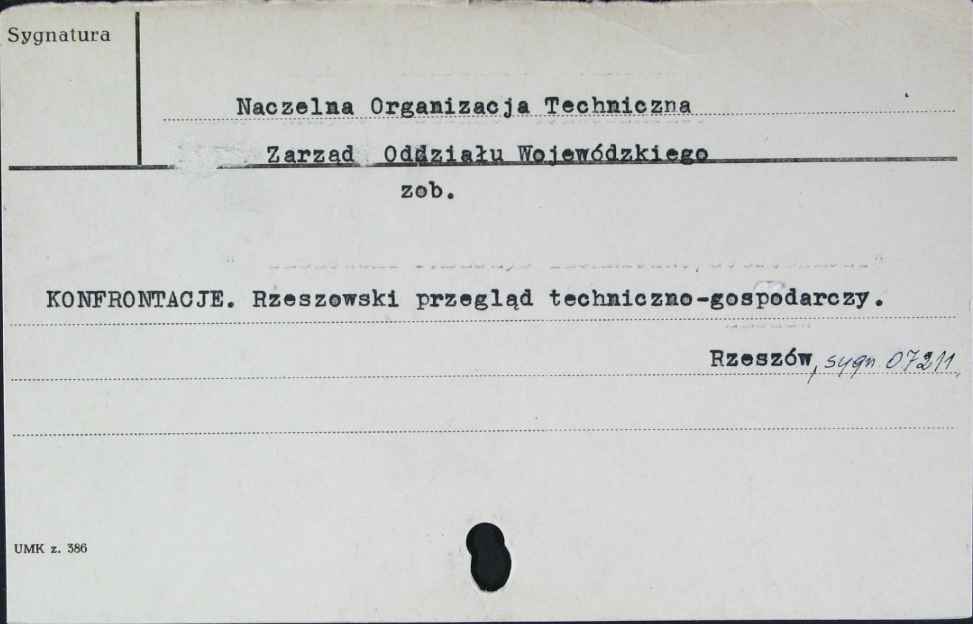 Sygnatura
Naczelna Organizacja Techniczna
Zarząd Oddziału Wojewódzkiego
zob.
KONFRONTACJE. Rzeszowski przegląd techniczno-gospodarczy.
Rzeszów, sygn 07211
UMK z. 386